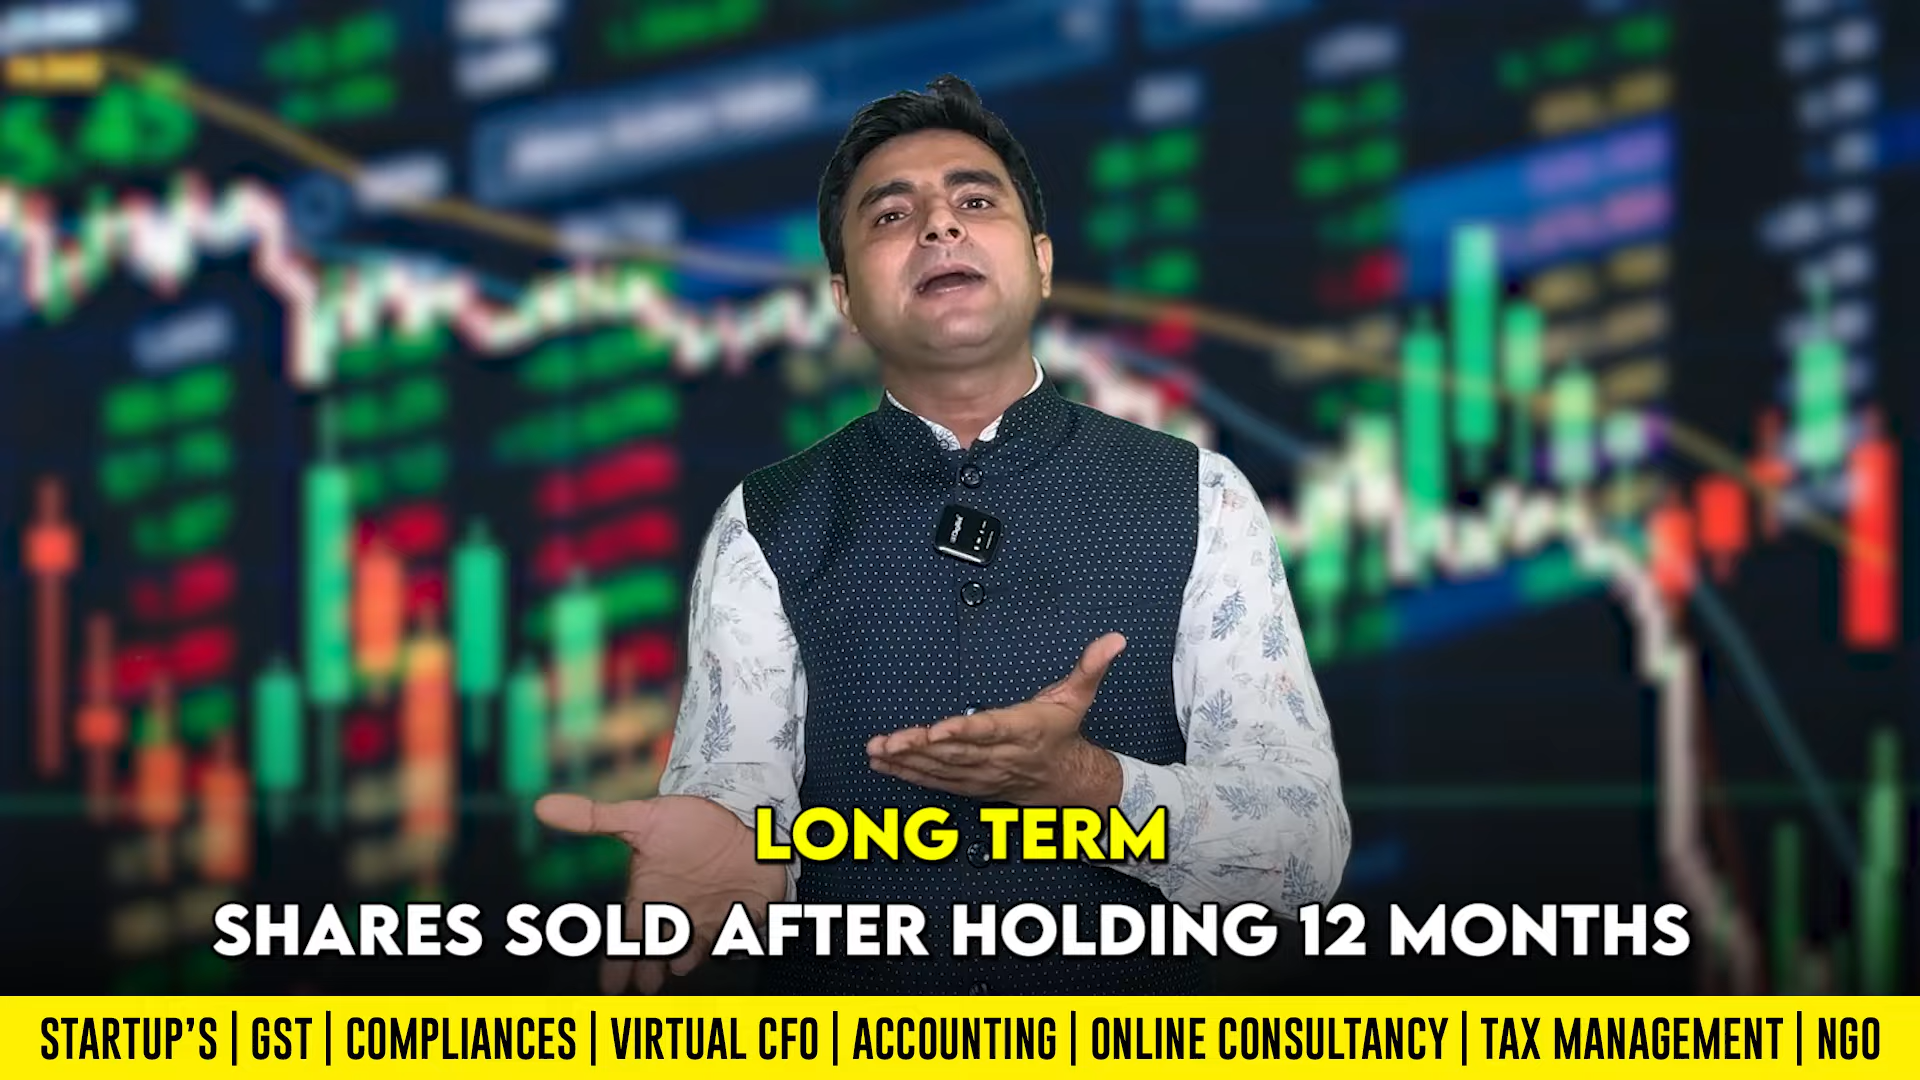 LONG TERM
SHARES SOLD AFTER HOLDING 12 MONTHS
STARTUP'S | GST | COMPLIANCES | VIRTUAL CFO | ACCOUNTING | ONLINE CONSULTANCY | TAX MANAGEMENT | NGO